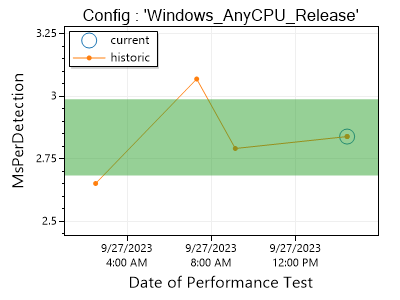 Config : 'Windows_AnyCPU_Release'
3.25
current
historic
3
2.75
2.5
MsPerDetection
9/27/2023 9/27/2023 9/27/2023
4:00 AM 8:00 AM 12:00 PM
Date of Performance Test